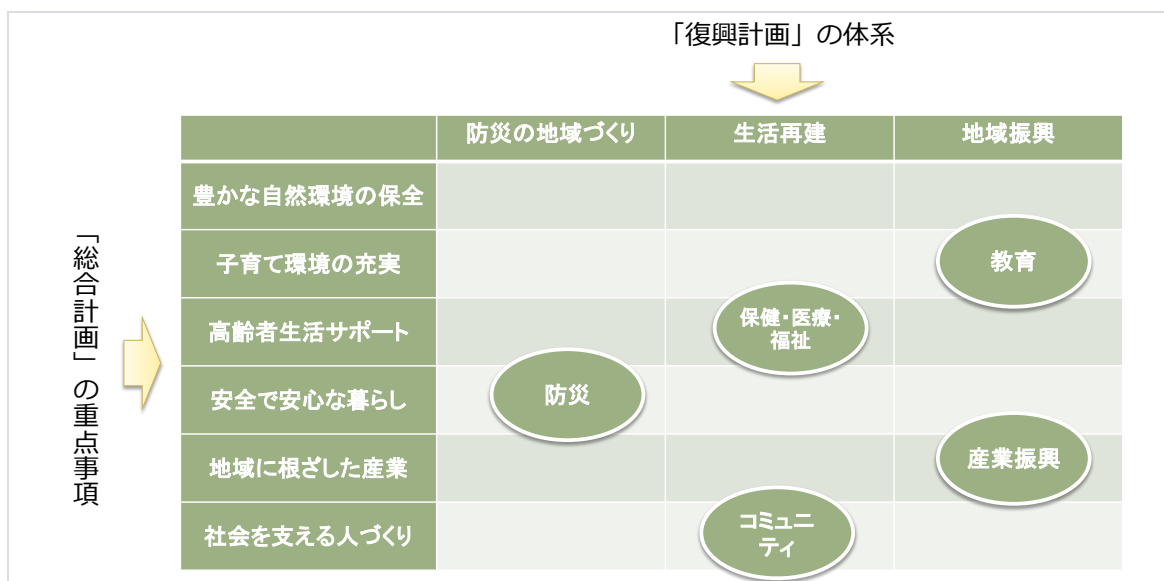 「復興計画」の体系
防災の地域づくり
生活再建
地域振興
「総合計画」の重点事項
豊かな自然環境の保全
子育て環境の充実
教育
高齢者生活サポート
保健・医療・
福祉
安全で安心な暮らし
防災
地域に根ざした産業
産業振興
社会を支える人づくり
コミュニ
ティ